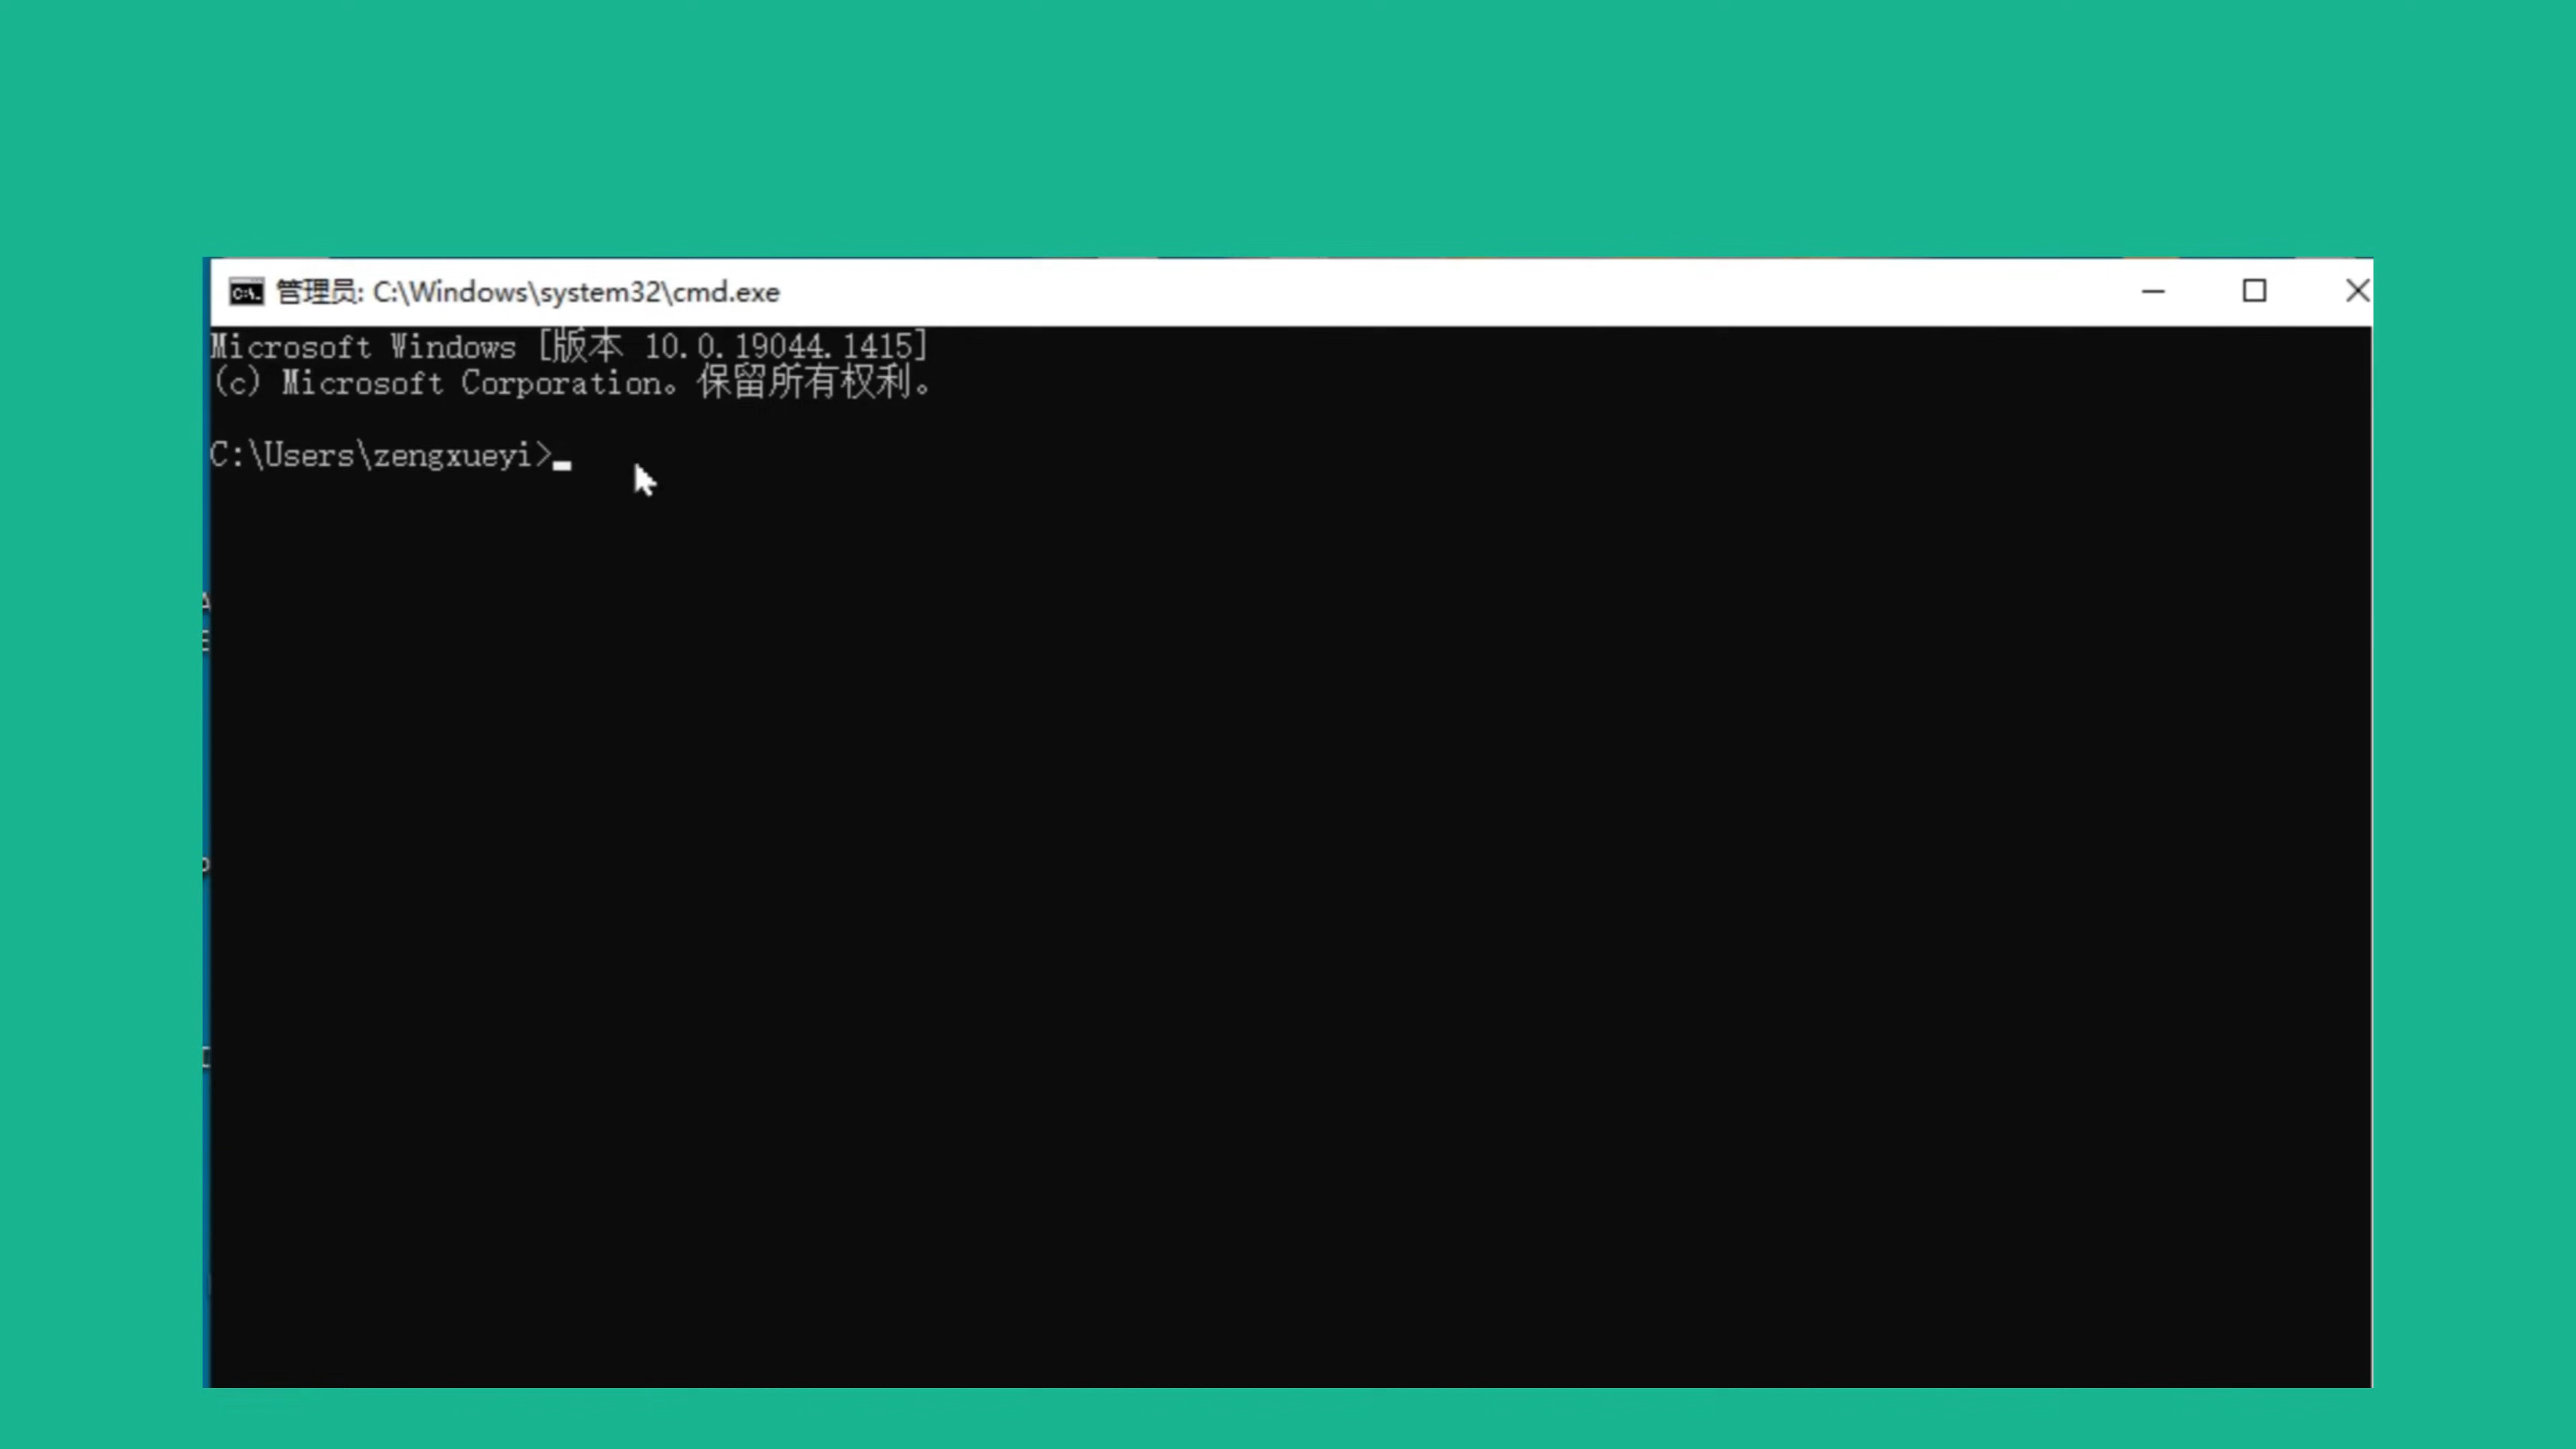 管理员: C:\Windows\system32\cmd.exe
Microsoft Windows [版本 10.0.19044.1415]
(c) Microsoft Corporation。保留所有权利。
C:\Users\zengxueyi>